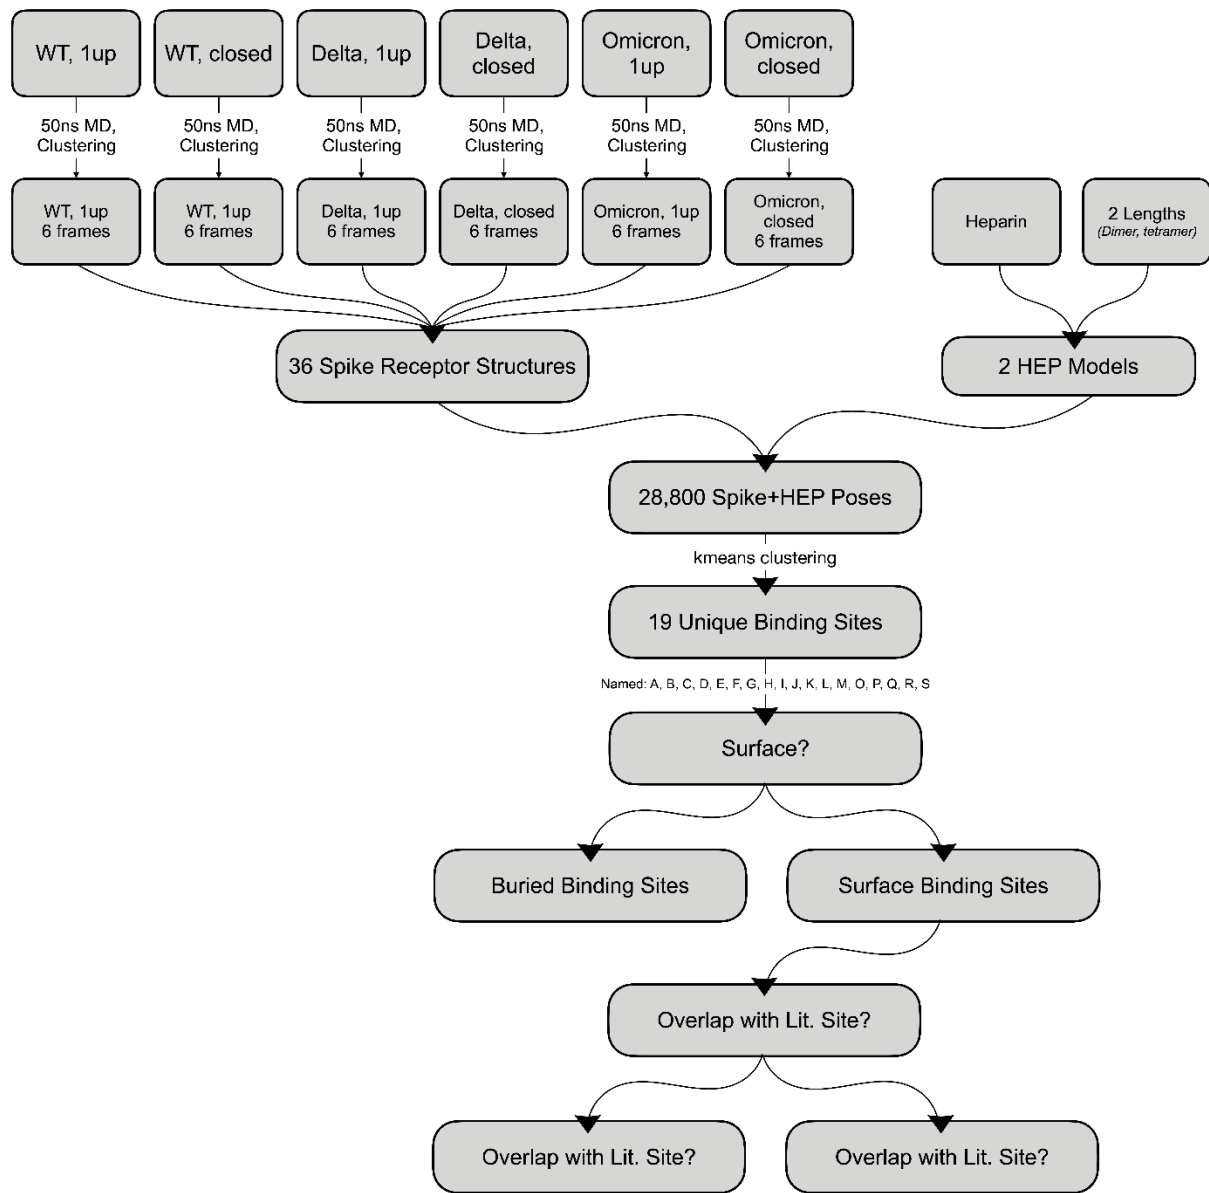 WT, 1up
WT, closed
Delta, 1up
Delta,
closed
Omicron,
1up
Omicron,
closed
50ns MD,
Clustering
50ns MD,
Clustering
50ns MD,
Clustering
50ns MD,
Clustering
50ns MD,
Clustering
50ns MD,
Clustering
WT, 1up
6 frames
WT, 1up
6 frames
Delta, 1up
6 frames
Delta, closed
6 frames
Omicron, 1up
6 frames
Omicron,
closed
6 frames
Heparin
2 Lengths
(Dimer, tetramer)
36 Spike Receptor Structures
2 HEP Models
28,800 Spike+HEP Poses
kmeans clustering
19 Unique Binding Sites
Named: A, B, C, D, E, F, G, H, I, J, K, L, M, O, P, Q, R, S
Surface?
Buried Binding Sites
Surface Binding Sites
Overlap with Lit. Site?
Overlap with Lit. Site?
Overlap with Lit. Site?